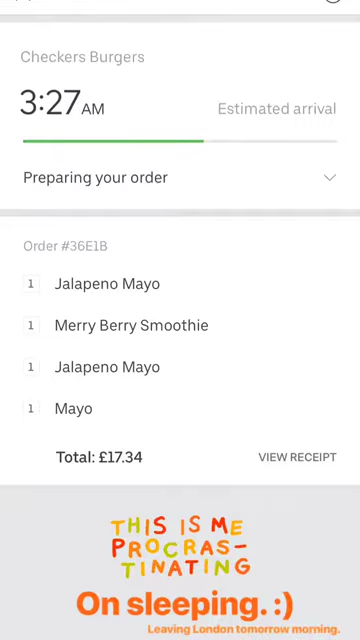 Checkers Burgers
3:27 AM Estimated arrival
Preparing your order
Order #36E1B
1 Jalapeno Mayo
1 Merry Berry Smoothie
1 Jalapeno Mayo
1 Mayo
Total: £17.34 VIEW RECEIPT
THIS IS ME
PROCRAS-
TINATING
On sleeping. :)
Leaving London tomorrow morning.